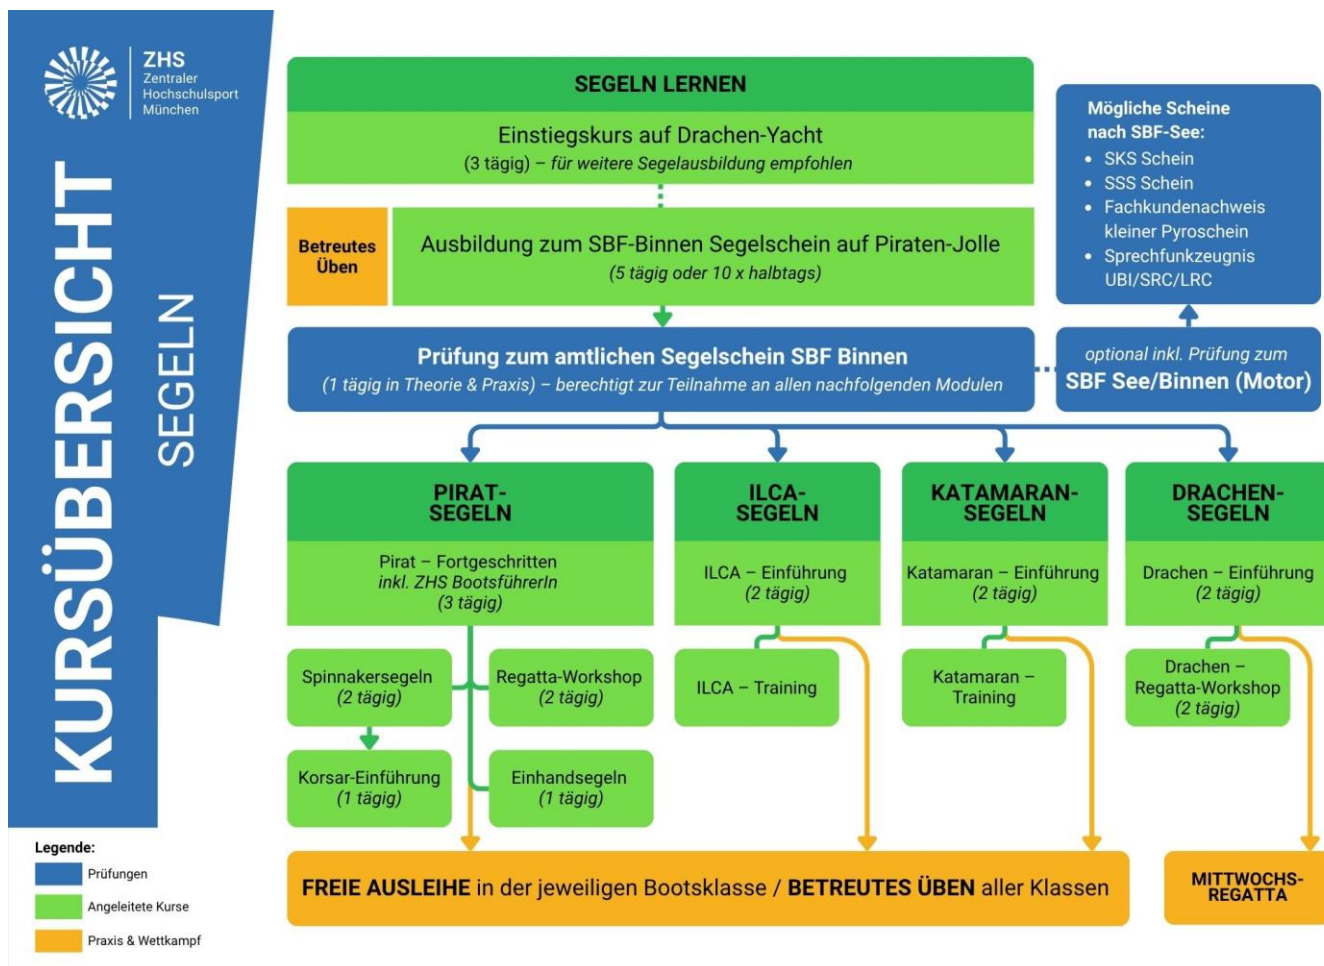 ZHS
Zentraler
Hochschulsport
München
KURSÜBERSICHT
SEGELN
SEGELN LERNEN
Einstiegskurs auf Drachen-Yacht
(3 tägig) – für weitere Segelausbildung empfohlen
Betreutes
Üben
Ausbildung zum SBF-Binnen Segelschein auf Piraten-Jolle
(5 tägig oder 10 x halbtags)
Mögliche Scheine
nach SBF-See:
• SKS Schein
• SSS Schein
• Fachkundenachweis
kleiner Pyroschein
• Sprechfunkzeugnis
UBI/SRC/LRC
Prüfung zum amtlichen Segelschein SBF Binnen
(1 tägig in Theorie & Praxis) – berechtigt zur Teilnahme an allen nachfolgenden Modulen
optional inkl. Prüfung zum
SBF See/Binnen (Motor)
PIRAT-
SEGELN
Pirat – Fortgeschritten
inkl. ZHS BootsführerIn
(3 tägig)
Spinnakersegeln
(2 tägig)
Regatta-Workshop
(2 tägig)
Korsar-Einführung
(1 tägig)
Einhandsegeln
(1 tägig)
ILCA-
SEGELN
ILCA – Einführung
(2 tägig)
ILCA – Training
KATAMARAN-
SEGELN
Katamaran – Einführung
(2 tägig)
Katamaran –
Training
DRACHEN-
SEGELN
Drachen – Einführung
(2 tägig)
Drachen –
Regatta-Workshop
(2 tägig)
FREIE AUSLEIHE in der jeweiligen Bootsklasse / BETREUTES ÜBEN aller Klassen
MITTWOCHS-
REGATTA
Legende:
Prüfungen
Angeleitete Kurse
Praxis & Wettkampf